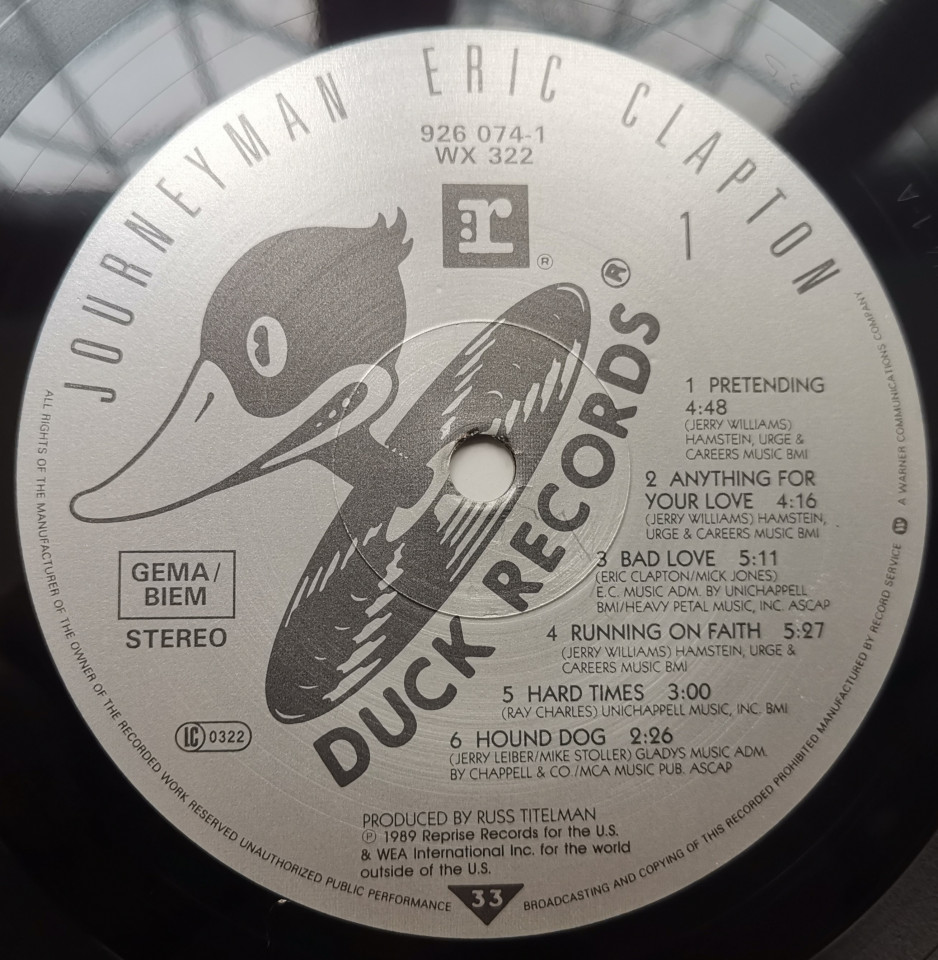 JOURNEYMAN ERIC CLAPTON
926 074-1
WX 322
r
®
1
DUCK RECORDS®
1 PRETENDING
4:48
(JERRY WILLIAMS)
HAMSTEIN, URGE &
CAREERS MUSIC BMI
2 ANYTHING FOR
YOUR LOVE 4:16
(JERRY WILLIAMS) HAMSTEIN,
URGE & CAREERS MUSIC BMI
3 BAD LOVE 5:11
(ERIC CLAPTON/MICK JONES)
E.C. MUSIC ADM. BY UNICHAPPELL
BMI/HEAVY PETAL MUSIC, INC. ASCAP
4 RUNNING ON FAITH 5:27
(JERRY WILLIAMS) HAMSTEIN, URGE &
CAREERS MUSIC BMI
5 HARD TIMES 3:00
(RAY CHARLES) UNICHAPPELL MUSIC, INC. BMI
6 HOUND DOG 2:26
(JERRY LEIBER/MIKE STOLLER) GLADYS MUSIC ADM.
BY CHAPPELL & CO./MCA MUSIC PUB. ASCAP
GEMA/
BIEM
STEREO
LC 0322
PRODUCED BY RUSS TITELMAN
℗ 1989 Reprise Records for the U.S.
& WEA International Inc. for the world
outside of the U.S.
33
ALL RIGHTS OF THE MANUFACTURER OF THE OWNER OF THE RECORDED WORK RESERVED UNAUTHORIZED PUBLIC PERFORMANCE BROADCASTING AND COPYING OF THIS RECORDED PROHIBITED MANUFACTURED BY RECORD SERVICE A WARNER COMMUNICATIONS COMPANY